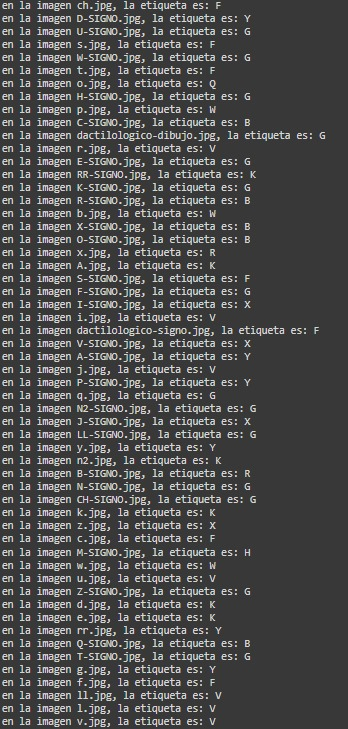 en la imagen ch.jpg, la etiqueta es: F
en la imagen D-SIGNO.jpg, la etiqueta es: Y
en la imagen U-SIGNO.jpg, la etiqueta es: G
en la imagen s.jpg, la etiqueta es: F
en la imagen W-SIGNO.jpg, la etiqueta es: G
en la imagen t.jpg, la etiqueta es: F
en la imagen o.jpg, la etiqueta es: Q
en la imagen H-SIGNO.jpg, la etiqueta es: G
en la imagen p.jpg, la etiqueta es: W
en la imagen C-SIGNO.jpg, la etiqueta es: B
en la imagen dactilologico-dibujo.jpg, la etiqueta es: G
en la imagen r.jpg, la etiqueta es: V
en la imagen E-SIGNO.jpg, la etiqueta es: G
en la imagen RR-SIGNO.jpg, la etiqueta es: K
en la imagen K-SIGNO.jpg, la etiqueta es: G
en la imagen R-SIGNO.jpg, la etiqueta es: B
en la imagen b.jpg, la etiqueta es: W
en la imagen X-SIGNO.jpg, la etiqueta es: B
en la imagen O-SIGNO.jpg, la etiqueta es: B
en la imagen x.jpg, la etiqueta es: R
en la imagen A.jpg, la etiqueta es: K
en la imagen S-SIGNO.jpg, la etiqueta es: F
en la imagen F-SIGNO.jpg, la etiqueta es: G
en la imagen I-SIGNO.jpg, la etiqueta es: X
en la imagen i.jpg, la etiqueta es: V
en la imagen dactilologico-signo.jpg, la etiqueta es: F
en la imagen V-SIGNO.jpg, la etiqueta es: X
en la imagen A-SIGNO.jpg, la etiqueta es: Y
en la imagen j.jpg, la etiqueta es: V
en la imagen P-SIGNO.jpg, la etiqueta es: Y
en la imagen q.jpg, la etiqueta es: G
en la imagen N2-SIGNO.jpg, la etiqueta es: G
en la imagen J-SIGNO.jpg, la etiqueta es: X
en la imagen LL-SIGNO.jpg, la etiqueta es: G
en la imagen y.jpg, la etiqueta es: Y
en la imagen n2.jpg, la etiqueta es: K
en la imagen B-SIGNO.jpg, la etiqueta es: R
en la imagen N-SIGNO.jpg, la etiqueta es: G
en la imagen CH-SIGNO.jpg, la etiqueta es: G
en la imagen k.jpg, la etiqueta es: K
en la imagen z.jpg, la etiqueta es: X
en la imagen c.jpg, la etiqueta es: F
en la imagen M-SIGNO.jpg, la etiqueta es: H
en la imagen w.jpg, la etiqueta es: W
en la imagen u.jpg, la etiqueta es: V
en la imagen Z-SIGNO.jpg, la etiqueta es: G
en la imagen d.jpg, la etiqueta es: K
en la imagen e.jpg, la etiqueta es: K
en la imagen rr.jpg, la etiqueta es: Y
en la imagen Q-SIGNO.jpg, la etiqueta es: B
en la imagen T-SIGNO.jpg, la etiqueta es: G
en la imagen g.jpg, la etiqueta es: Y
en la imagen f.jpg, la etiqueta es: F
en la imagen ll.jpg, la etiqueta es: V
en la imagen l.jpg, la etiqueta es: V
en la imagen v.jpg, la etiqueta es: V